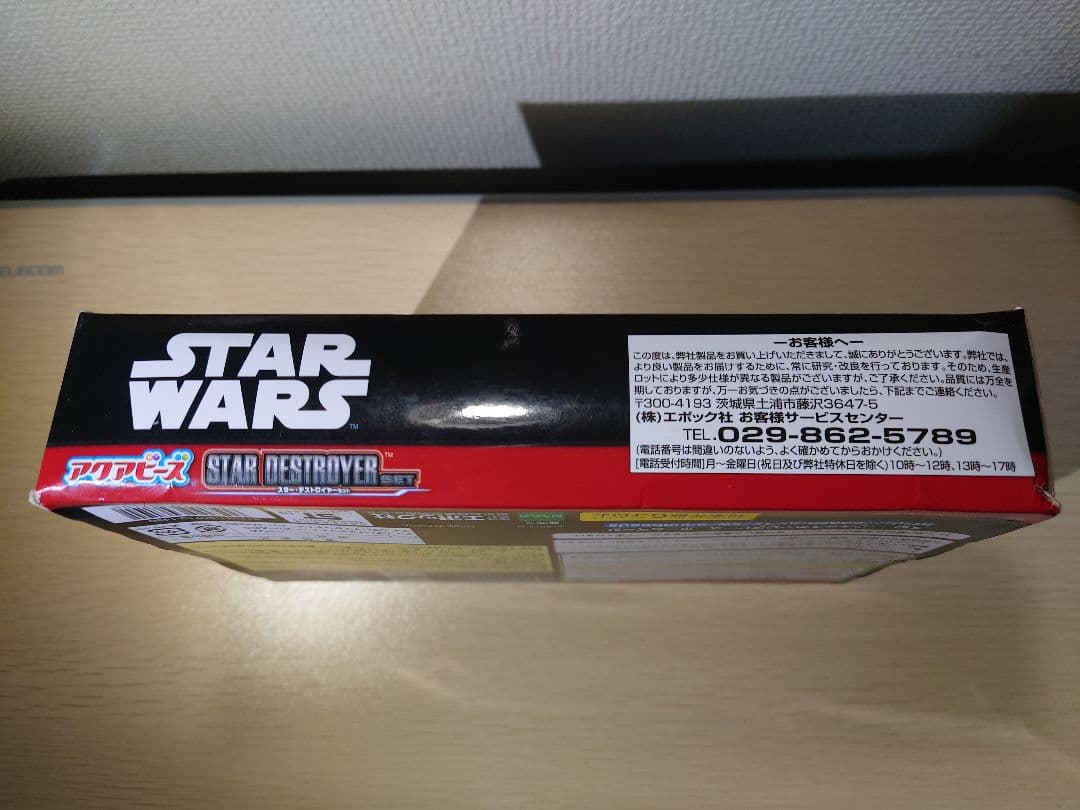 ELECOM
STAR
WARS
™
アクアビーズ
STAR DESTROYER™
SET
スター・デストロイヤーセット
ーお客様へー
この度は、弊社製品をお買い上げいただきまして、誠にありがとうございます。弊社では、
より良い製品をお届けするために、常に研究・改良を行っております。そのため、生産
ロットにより多少仕様が異なる製品がございますが、ご了承ください。品質には万全を
期しておりますが、万一お気づきの点がございましたら、下記までご連絡ください。
〒300-4193 茨城県土浦市藤沢3647-5
(株)エポック社 お客様サービスセンター
TEL.029-862-5789
(電話番号は間違いのないよう、よく確かめてからおかけください。)
[電話受付時間]月〜金曜日(祝日及び弊社特休日を除く)10時〜12時、13時〜17時